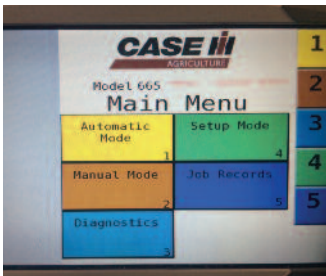 CASE III
AGRICULTURE
Model 665
Main Menu
Automatic Mode
1
Setup Mode
4
Manual Mode
2
Job Records
5
Diagnostics
3
1
2
3
4
5